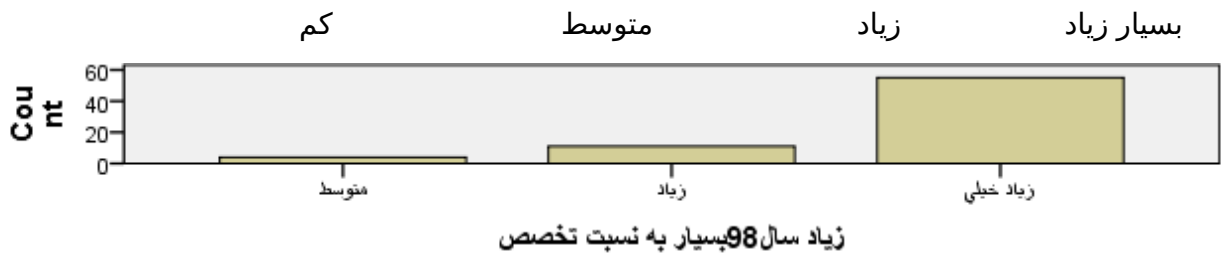 بسیار زیاد زیاد متوسط کم
60
40
20
0
Cou
nt
متوسط زیاد زیاد خیلي
زیاد سال98بسیار به نسبت تخصص